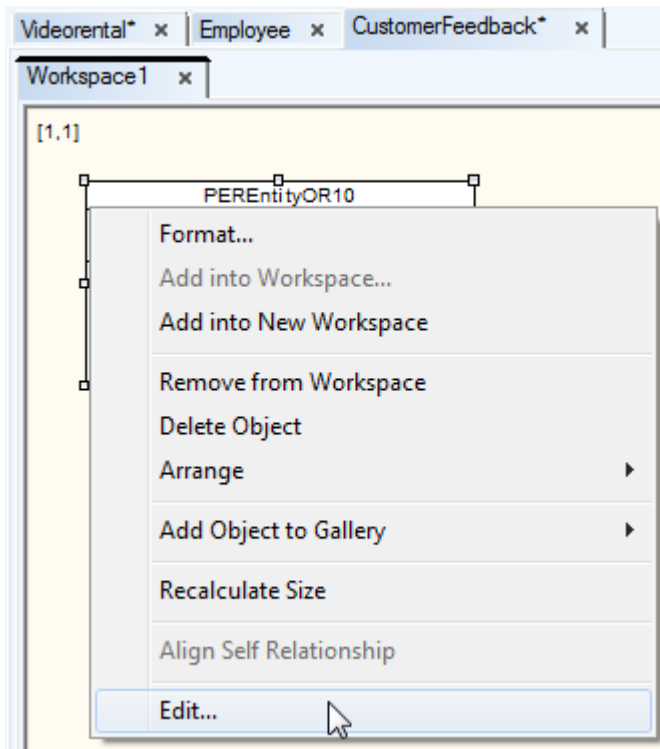 Videorental* x Employee x CustomerFeedback* x
Workspace1 x
[1,1]
PEREntityOR10
Format...
Add into Workspace...
Add into New Workspace
Remove from Workspace
Delete Object
Arrange
Add Object to Gallery
Recalculate Size
Align Self Relationship
Edit...